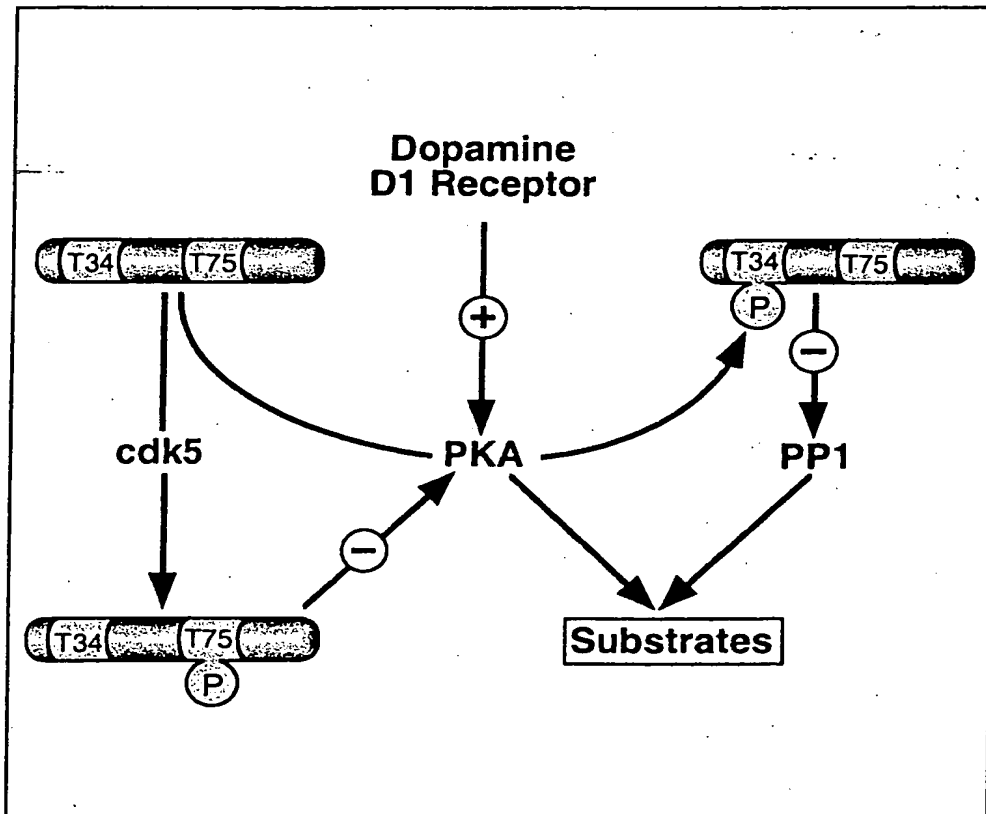 Dopamine
D1 Receptor
T34 T75
T34 T75
P
+
−
cdk5
PKA
PP1
−
T34 T75
P
Substrates